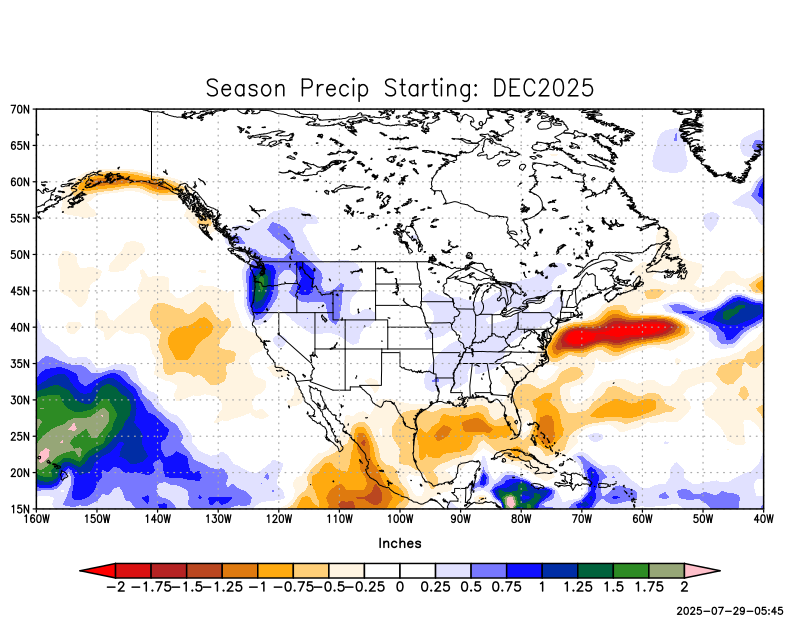 Season Precip Starting: DEC2025
70N
65N
60N
55N
50N
45N
40N
35N
30N
25N
20N
15N
160W 150W 140W 130W 120W 110W 100W 90W 80W 70W 60W 50W 40W
Inches
-2 -1.75 -1.5 -1.25 -1 -0.75 -0.5 -0.25 0 0.25 0.5 0.75 1 1.25 1.5 1.75 2
2025-07-29-05:45